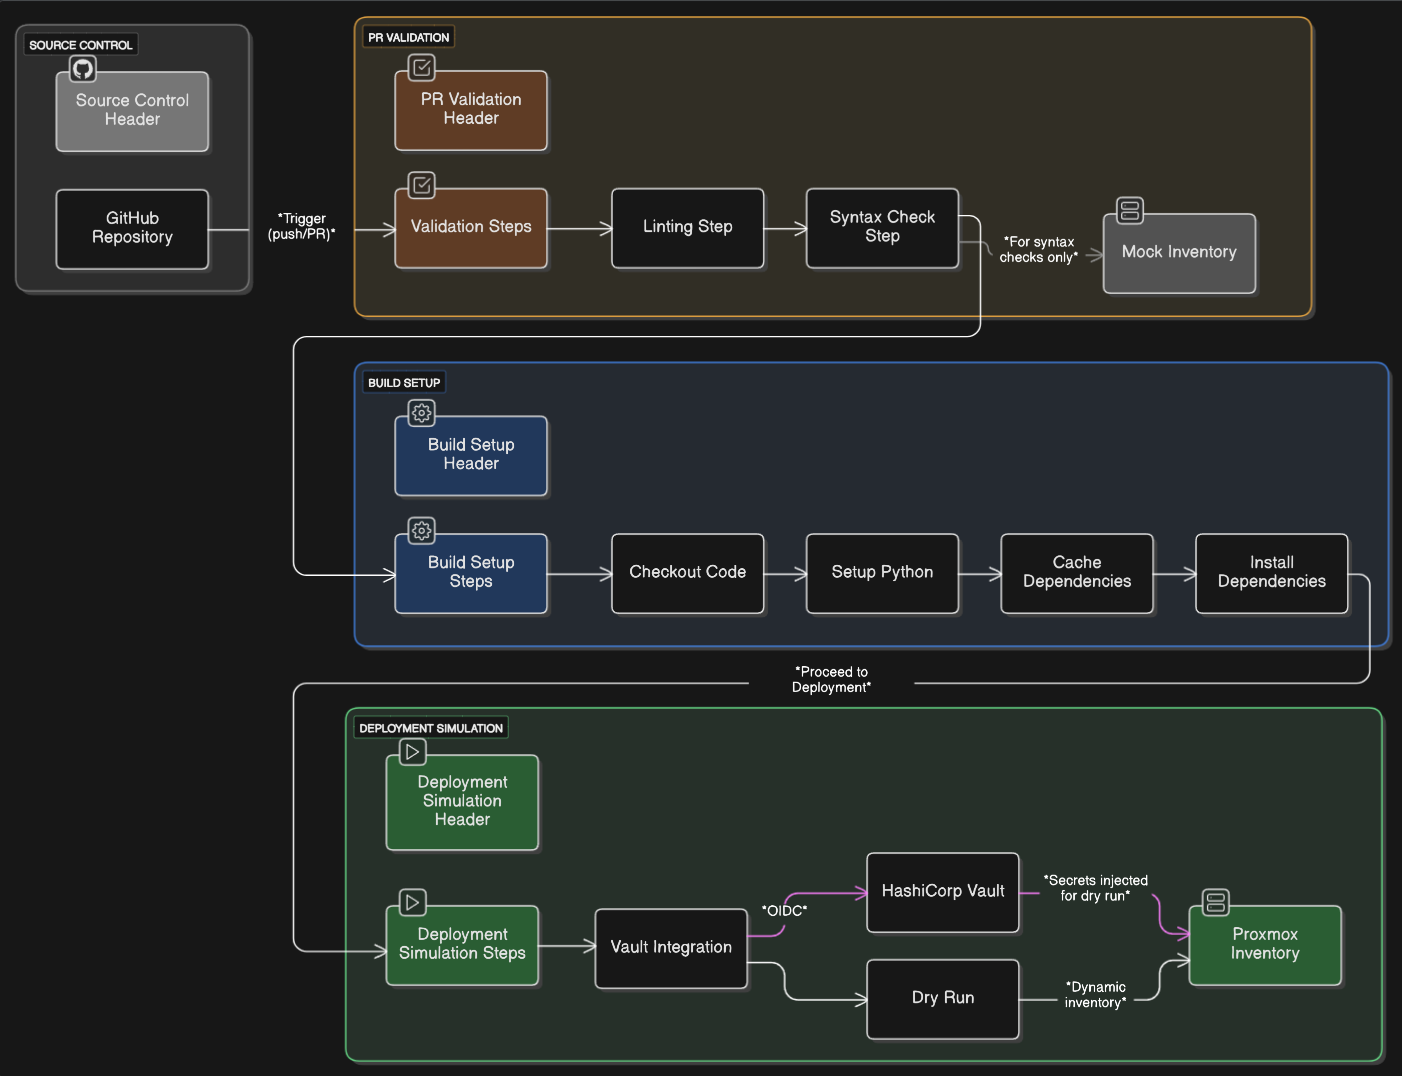 SOURCE CONTROL
Source Control
Header
GitHub
Repository
*Trigger
(push/PR)*
PR VALIDATION
PR Validation
Header
Validation Steps
Linting Step
Syntax Check
Step
*For syntax
checks only*
Mock Inventory
BUILD SETUP
Build Setup
Header
Build Setup
Steps
Checkout Code
Setup Python
Cache
Dependencies
Install
Dependencies
*Proceed to
Deployment*
DEPLOYMENT SIMULATION
Deployment
Simulation
Header
Deployment
Simulation Steps
Vault Integration
*OIDC*
HashiCorp Vault
*Secrets injected
for dry run*
Dry Run
*Dynamic
inventory*
Proxmox
Inventory